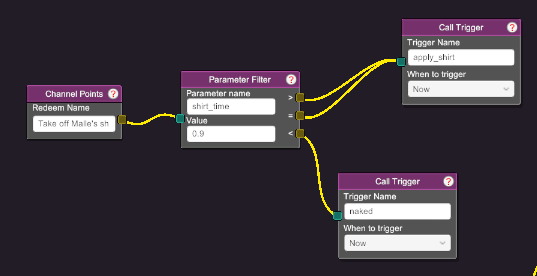 Call Trigger ?
Trigger Name
apply_shirt
When to trigger
Now
Parameter Filter ?
Parameter name
shirt_time
Value
0.9
>
=
<
Channel Points ?
Redeem Name
Take off Malle's sh
Call Trigger ?
Trigger Name
naked
When to trigger
Now